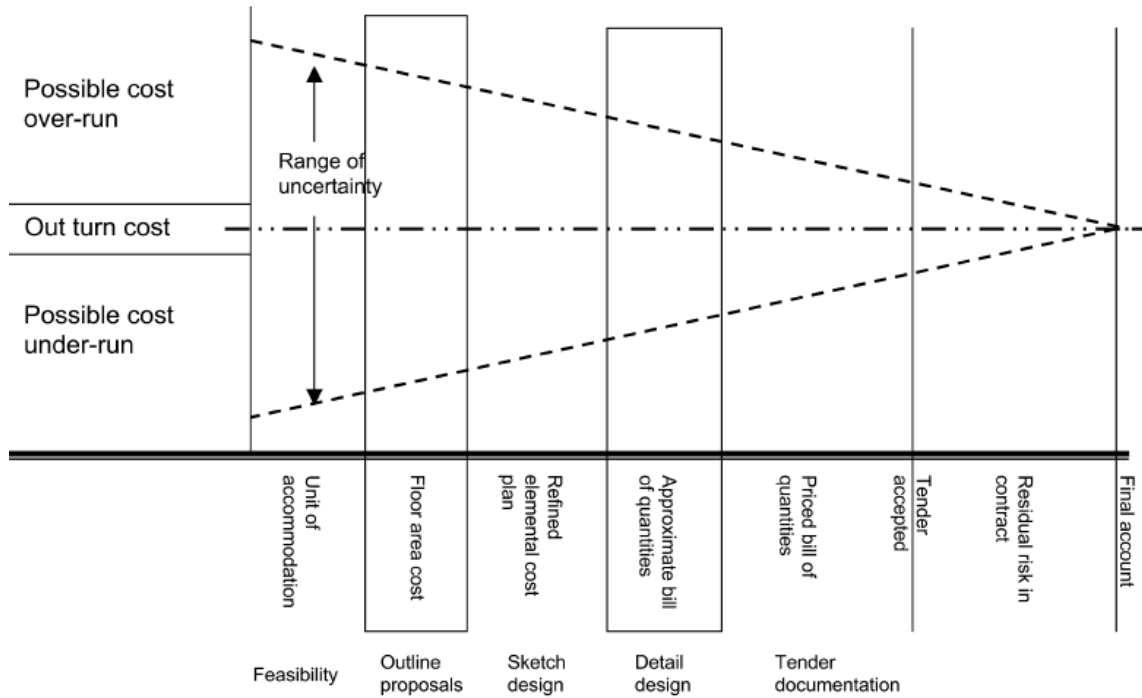 Possible cost
over-run
Range of
uncertainty
Out turn cost
Possible cost
under-run
Unit of
accommodation
Floor area cost
Refined
elemental cost
plan
Approximate bill
of quantities
Priced bill of
quantities
Tender
accepted
Residual risk in
contract
Final account
Feasibility
Outline
proposals
Sketch
design
Detail
design
Tender
documentation